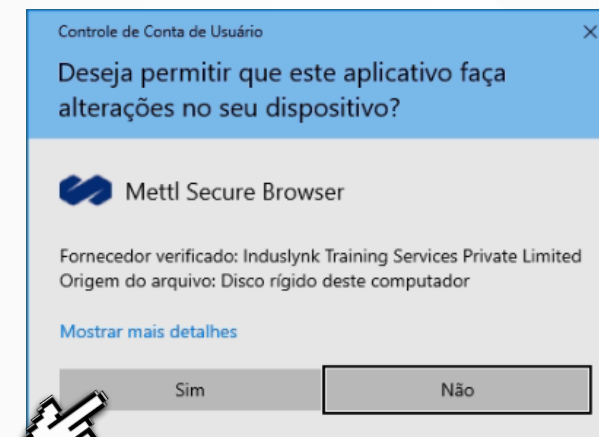 Controle de Conta de Usuário
Deseja permitir que este aplicativo faça
alterações no seu dispositivo?
Mettl Secure Browser
Fornecedor verificado: Induslynk Training Services Private Limited
Origem do arquivo: Disco rígido deste computador
Mostrar mais detalhes
Sim
Não